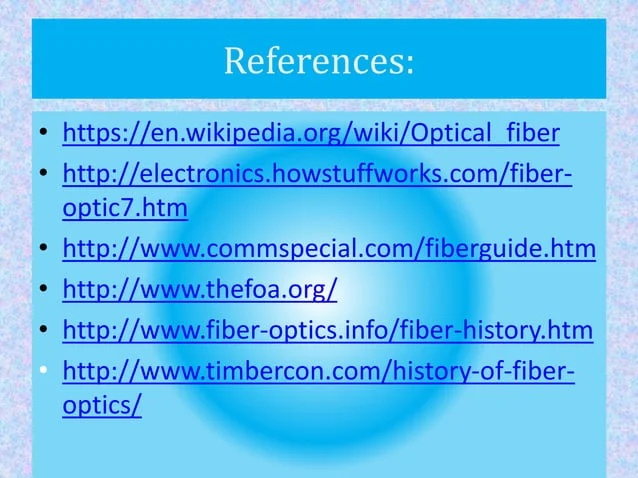 References:
• https://en.wikipedia.org/wiki/Optical_fiber
• http://electronics.howstuffworks.com/fiber-
optic7.htm
• http://www.commspecial.com/fiberguide.htm
• http://www.thefoa.org/
• http://www.fiber-optics.info/fiber-history.htm
• http://www.timbercon.com/history-of-fiber-
optics/